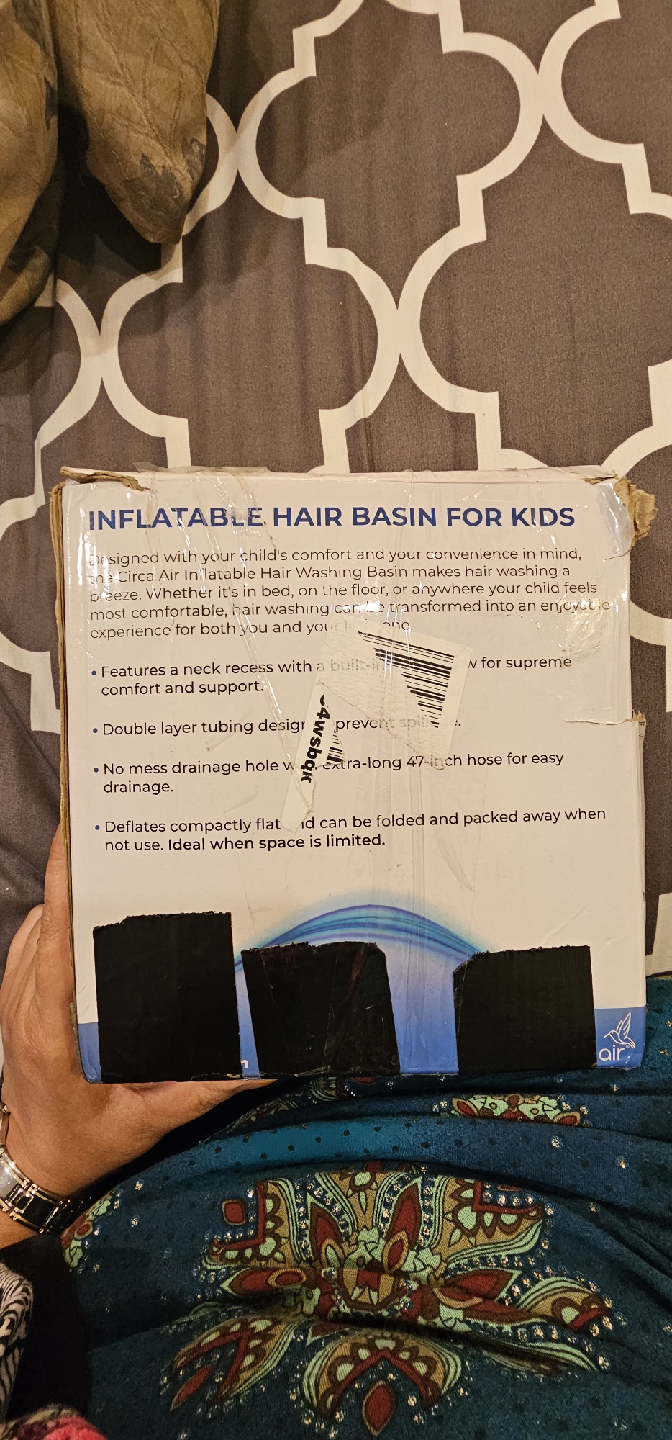 INFLATABLE HAIR BASIN FOR KIDS
Designed with your child's comfort and your convenience in mind,
the Circa Air Inflatable Hair Washing Basin makes hair washing a
breeze. Whether it's in bed, on the floor, or anywhere your child feels
most comfortable, hair washing can be transformed into an enjoyable
experience for both you and your
• Features a neck recess with a built-in for supreme
comfort and support.
• Double layer tubing design prevent
• No mess drainage hole extra-long 47-inch hose for easy
drainage.
• Deflates compactly flat and can be folded and packed away when
not use. Ideal when space is limited.
4wsbqk
air